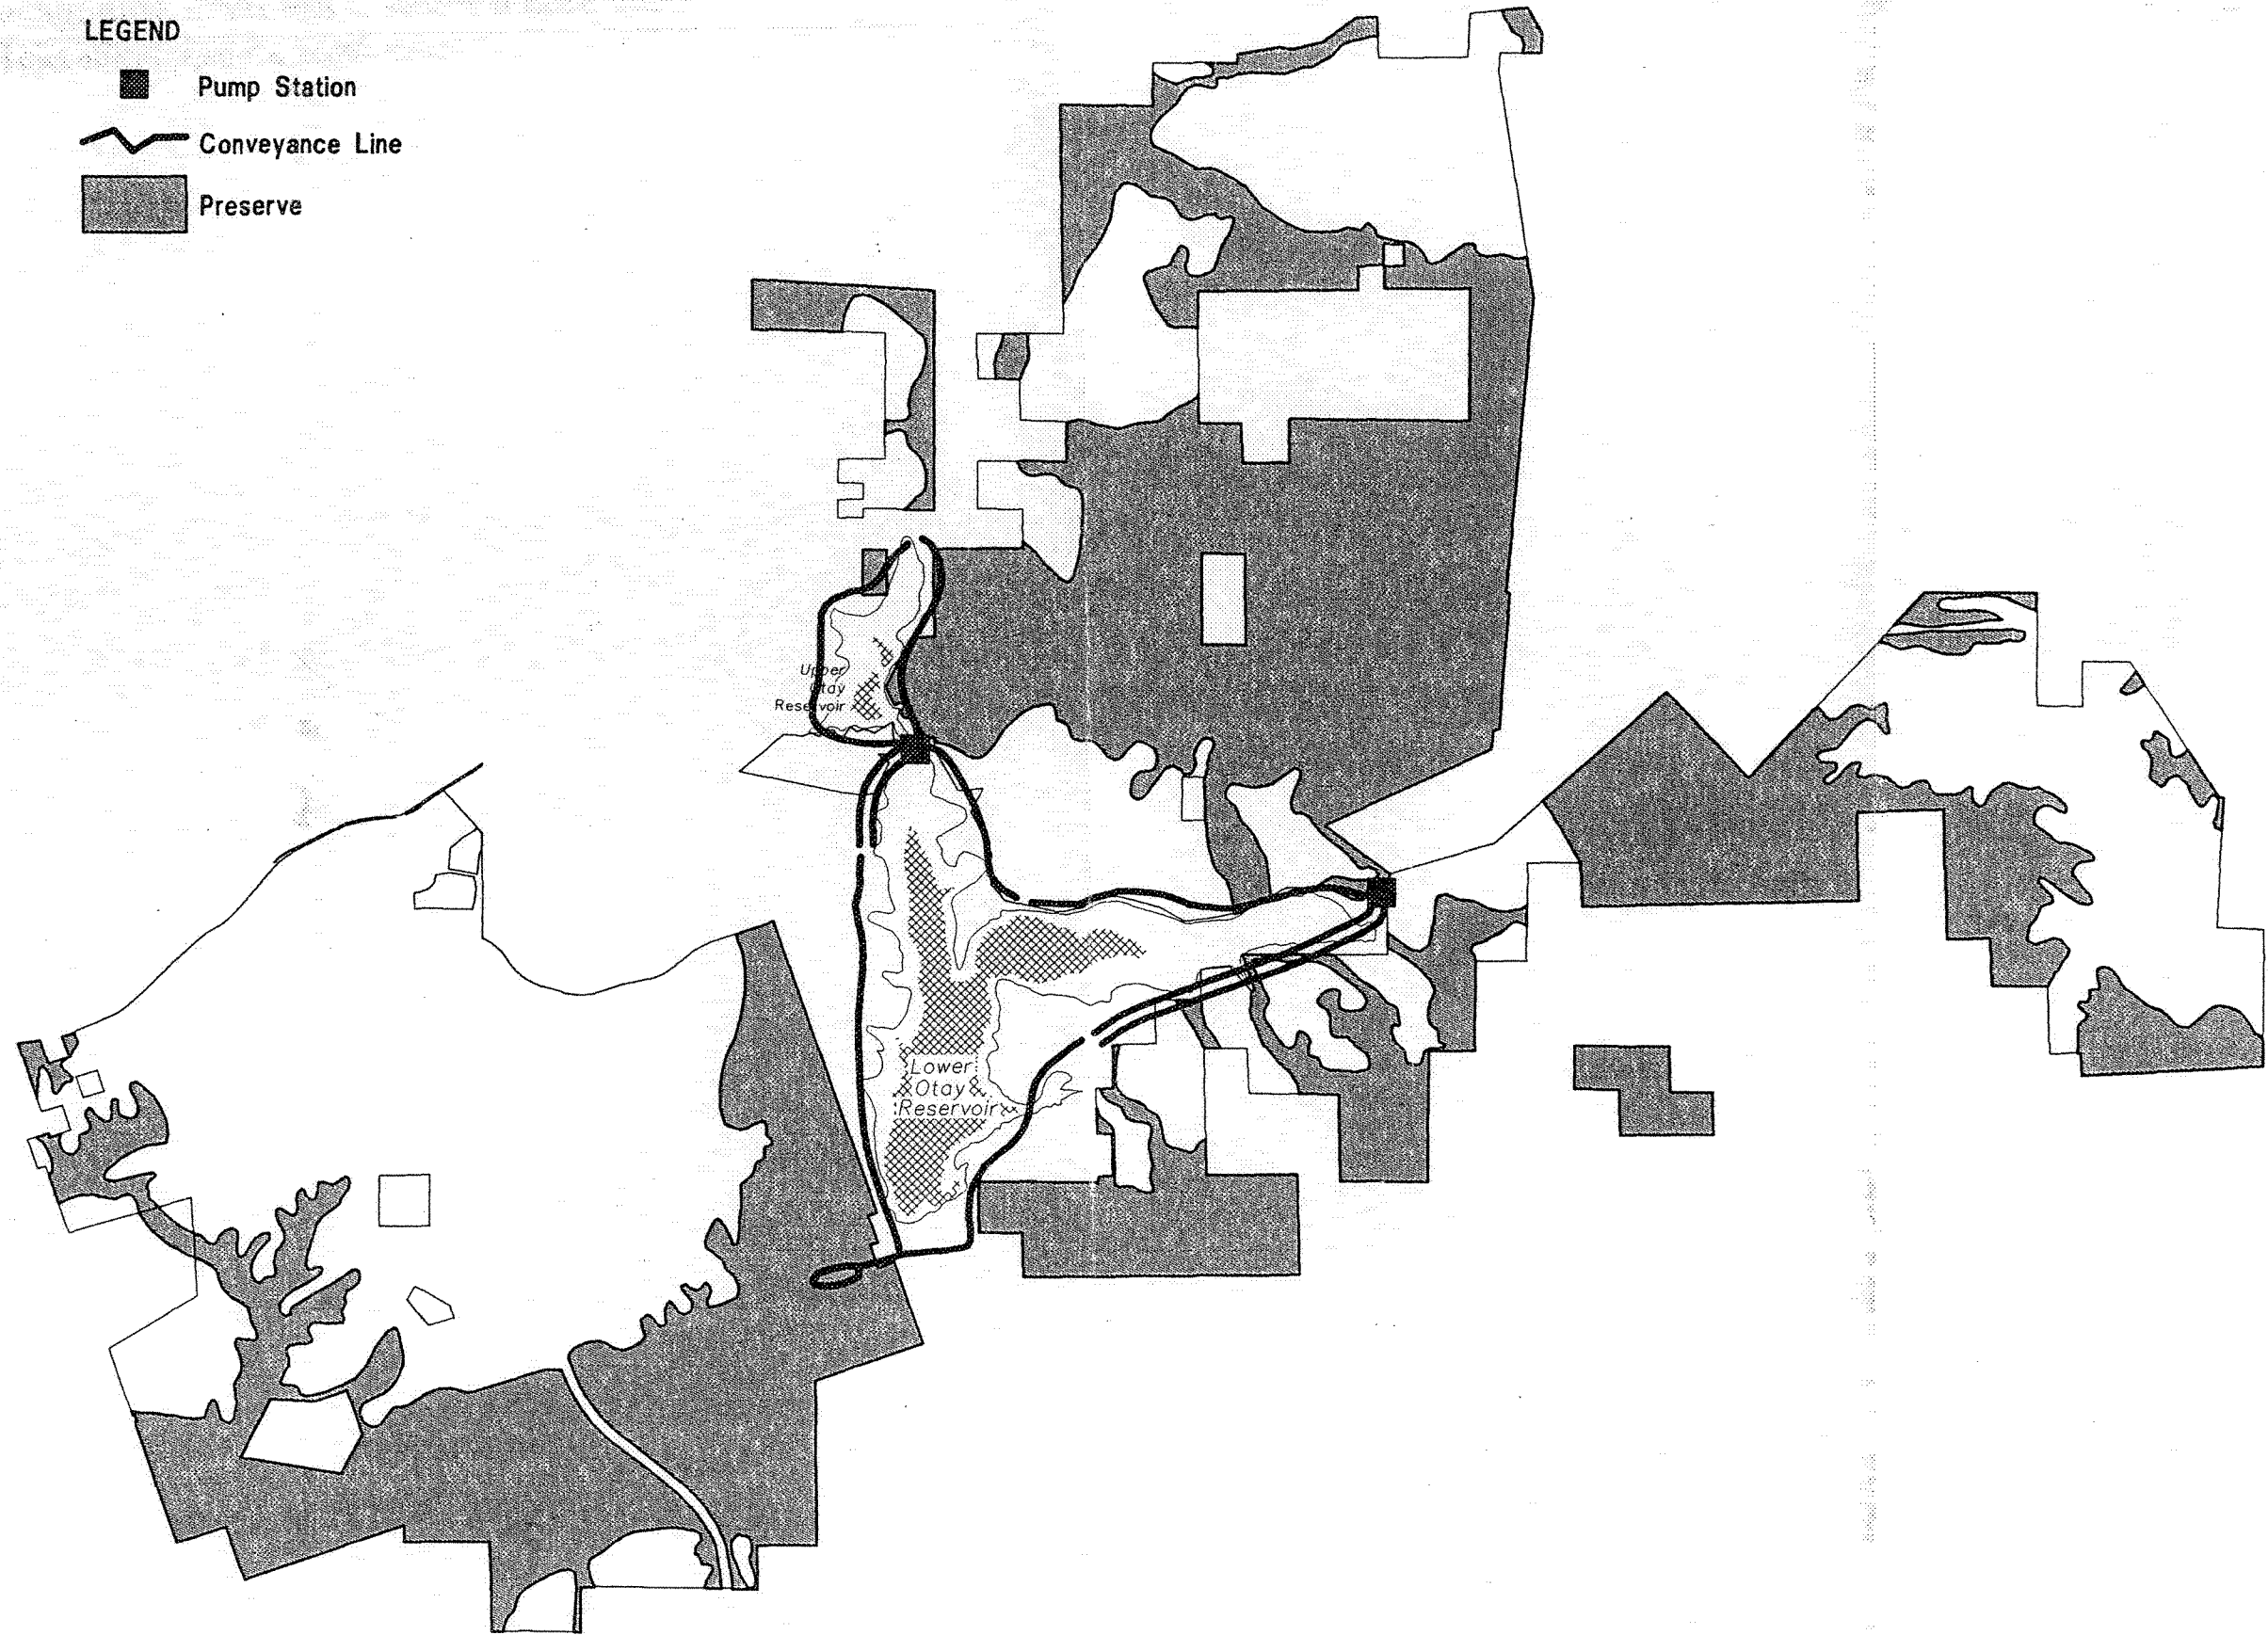 LEGEND
Pump Station
Conveyance Line
Preserve
Upper
Otay
Reservoir
Lower
Otay
Reservoir